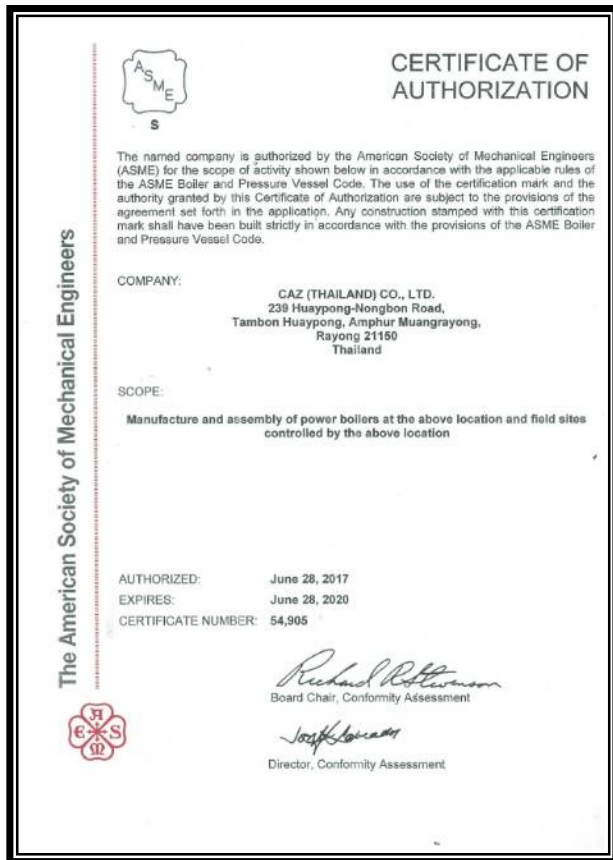 ASME
S
CERTIFICATE OF
AUTHORIZATION
The named company is authorized by the American Society of Mechanical Engineers
(ASME) for the scope of activity shown below in accordance with the applicable rules of
the ASME Boiler and Pressure Vessel Code. The use of the certification mark and the
authority granted by this Certificate of Authorization are subject to the provisions of the
agreement set forth in the application. Any construction stamped with this certification
mark shall have been built strictly in accordance with the provisions of the ASME Boiler
and Pressure Vessel Code.
COMPANY:
CAZ (THAILAND) CO., LTD.
239 Huaypong-Nongbon Road,
Tambon Huaypong, Amphur Muangrayong,
Rayong 21150
Thailand
SCOPE:
Manufacture and assembly of power boilers at the above location and field sites
controlled by the above location
AUTHORIZED: June 28, 2017
EXPIRES: June 28, 2020
CERTIFICATE NUMBER: 54,905
Board Chair, Conformity Assessment
Director, Conformity Assessment
The American Society of Mechanical Engineers
ASME